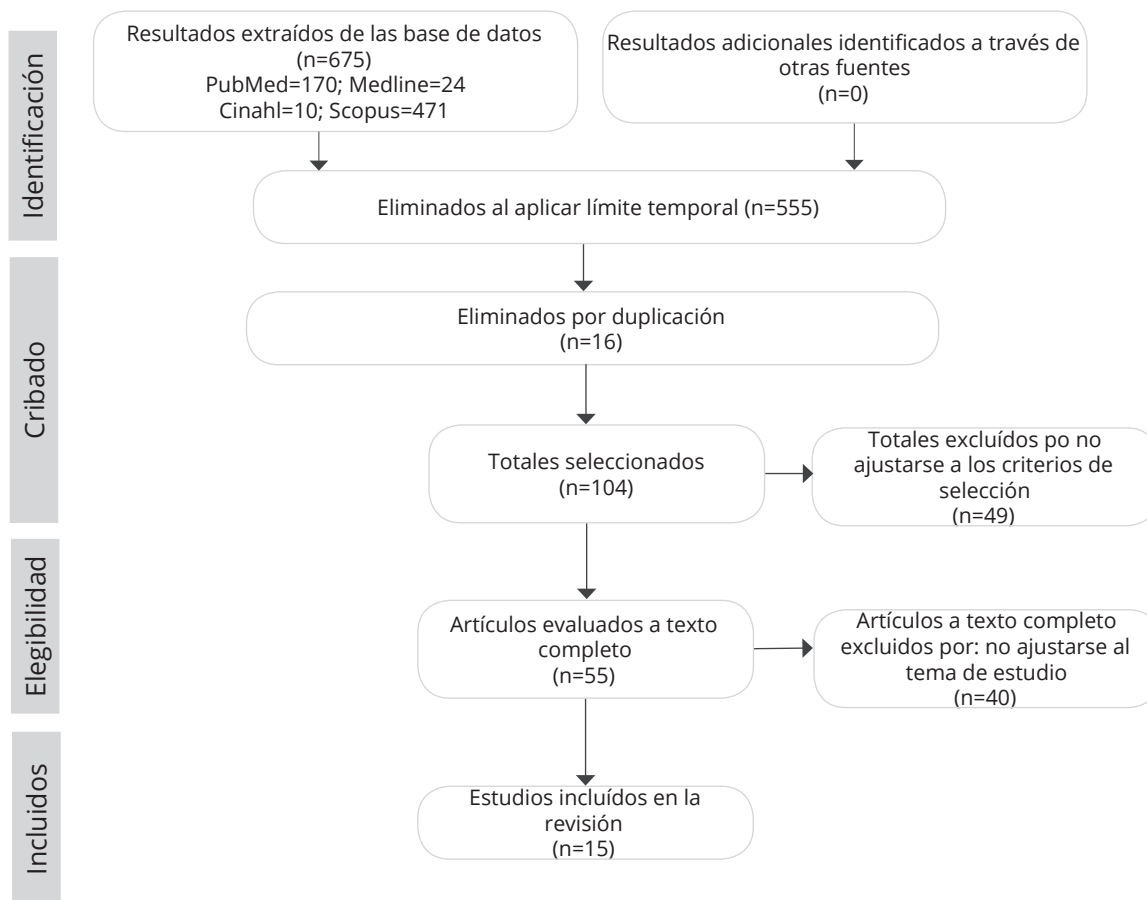 Identificación
Resultados extraídos de las base de datos
(n=675)
PubMed=170; Medline=24
Cinahl=10; Scopus=471
Resultados adicionales identificados a través de
otras fuentes
(n=0)
Eliminados al aplicar límite temporal (n=555)
Cribado
Eliminados por duplicación
(n=16)
Totales seleccionados
(n=104)
Totales excluídos po no
ajustarse a los criterios de
selección
(n=49)
Elegibilidad
Artículos evaluados a texto
completo
(n=55)
Artículos a texto completo
excluidos por: no ajustarse al
tema de estudio
(n=40)
Incluidos
Estudios incluídos en la
revisión
(n=15)